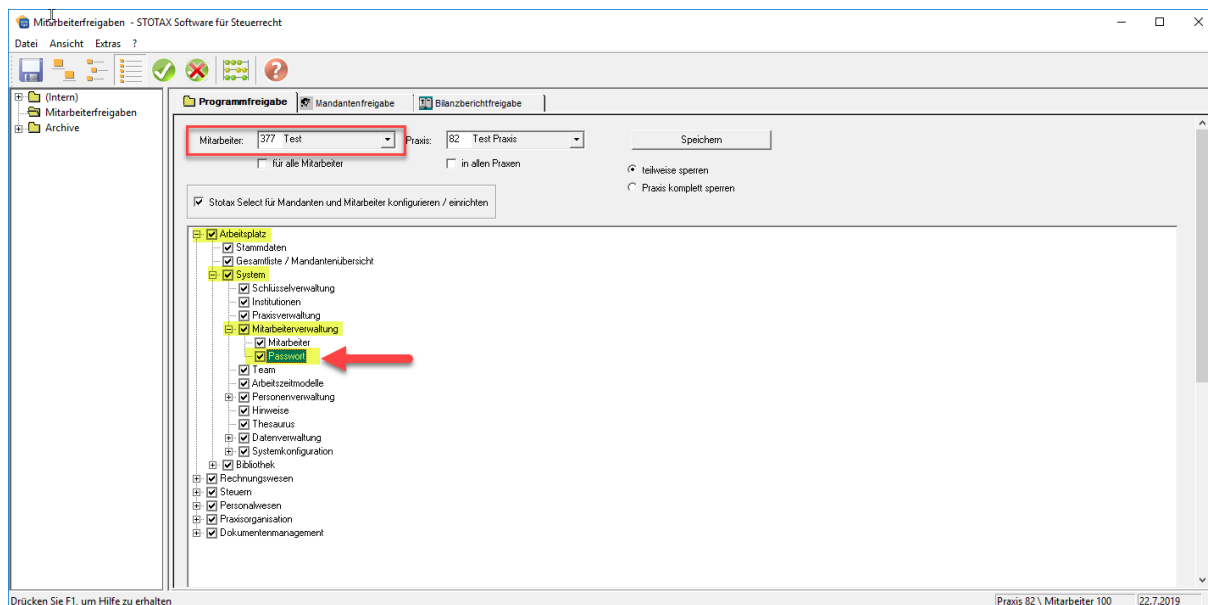 Mitarbeiterfreigaben - STOTAX Software für Steuerrecht
Datei Ansicht Extras ?
(Intern)
Mitarbeiterfreigaben
Archive
Programmfreigabe Mandantenfreigabe Bilanzberichtfreigabe
Mitarbeiter: 377 Test Praxis: 82 Test Praxis Speichern
für alle Mitarbeiter in allen Praxen teilweise sperren
Praxis komplett sperren
Stotax Select für Mandanten und Mitarbeiter konfigurieren / einrichten
Arbeitsplatz
Stammdaten
Gesamtliste / Mandantenübersicht
System
Schlüsselverwaltung
Institutionen
Praxisverwaltung
Mitarbeiterverwaltung
Mitarbeiter
Passwort
Team
Arbeitszeitmodelle
Personenverwaltung
Hinweise
Thesaurus
Datenverwaltung
Systemkonfiguration
Bibliothek
Rechnungswesen
Steuern
Personalwesen
Praxisorganisation
Dokumentenmanagement
Drücken Sie F1, um Hilfe zu erhalten Praxis 82 \ Mitarbeiter 100 22.7.2019